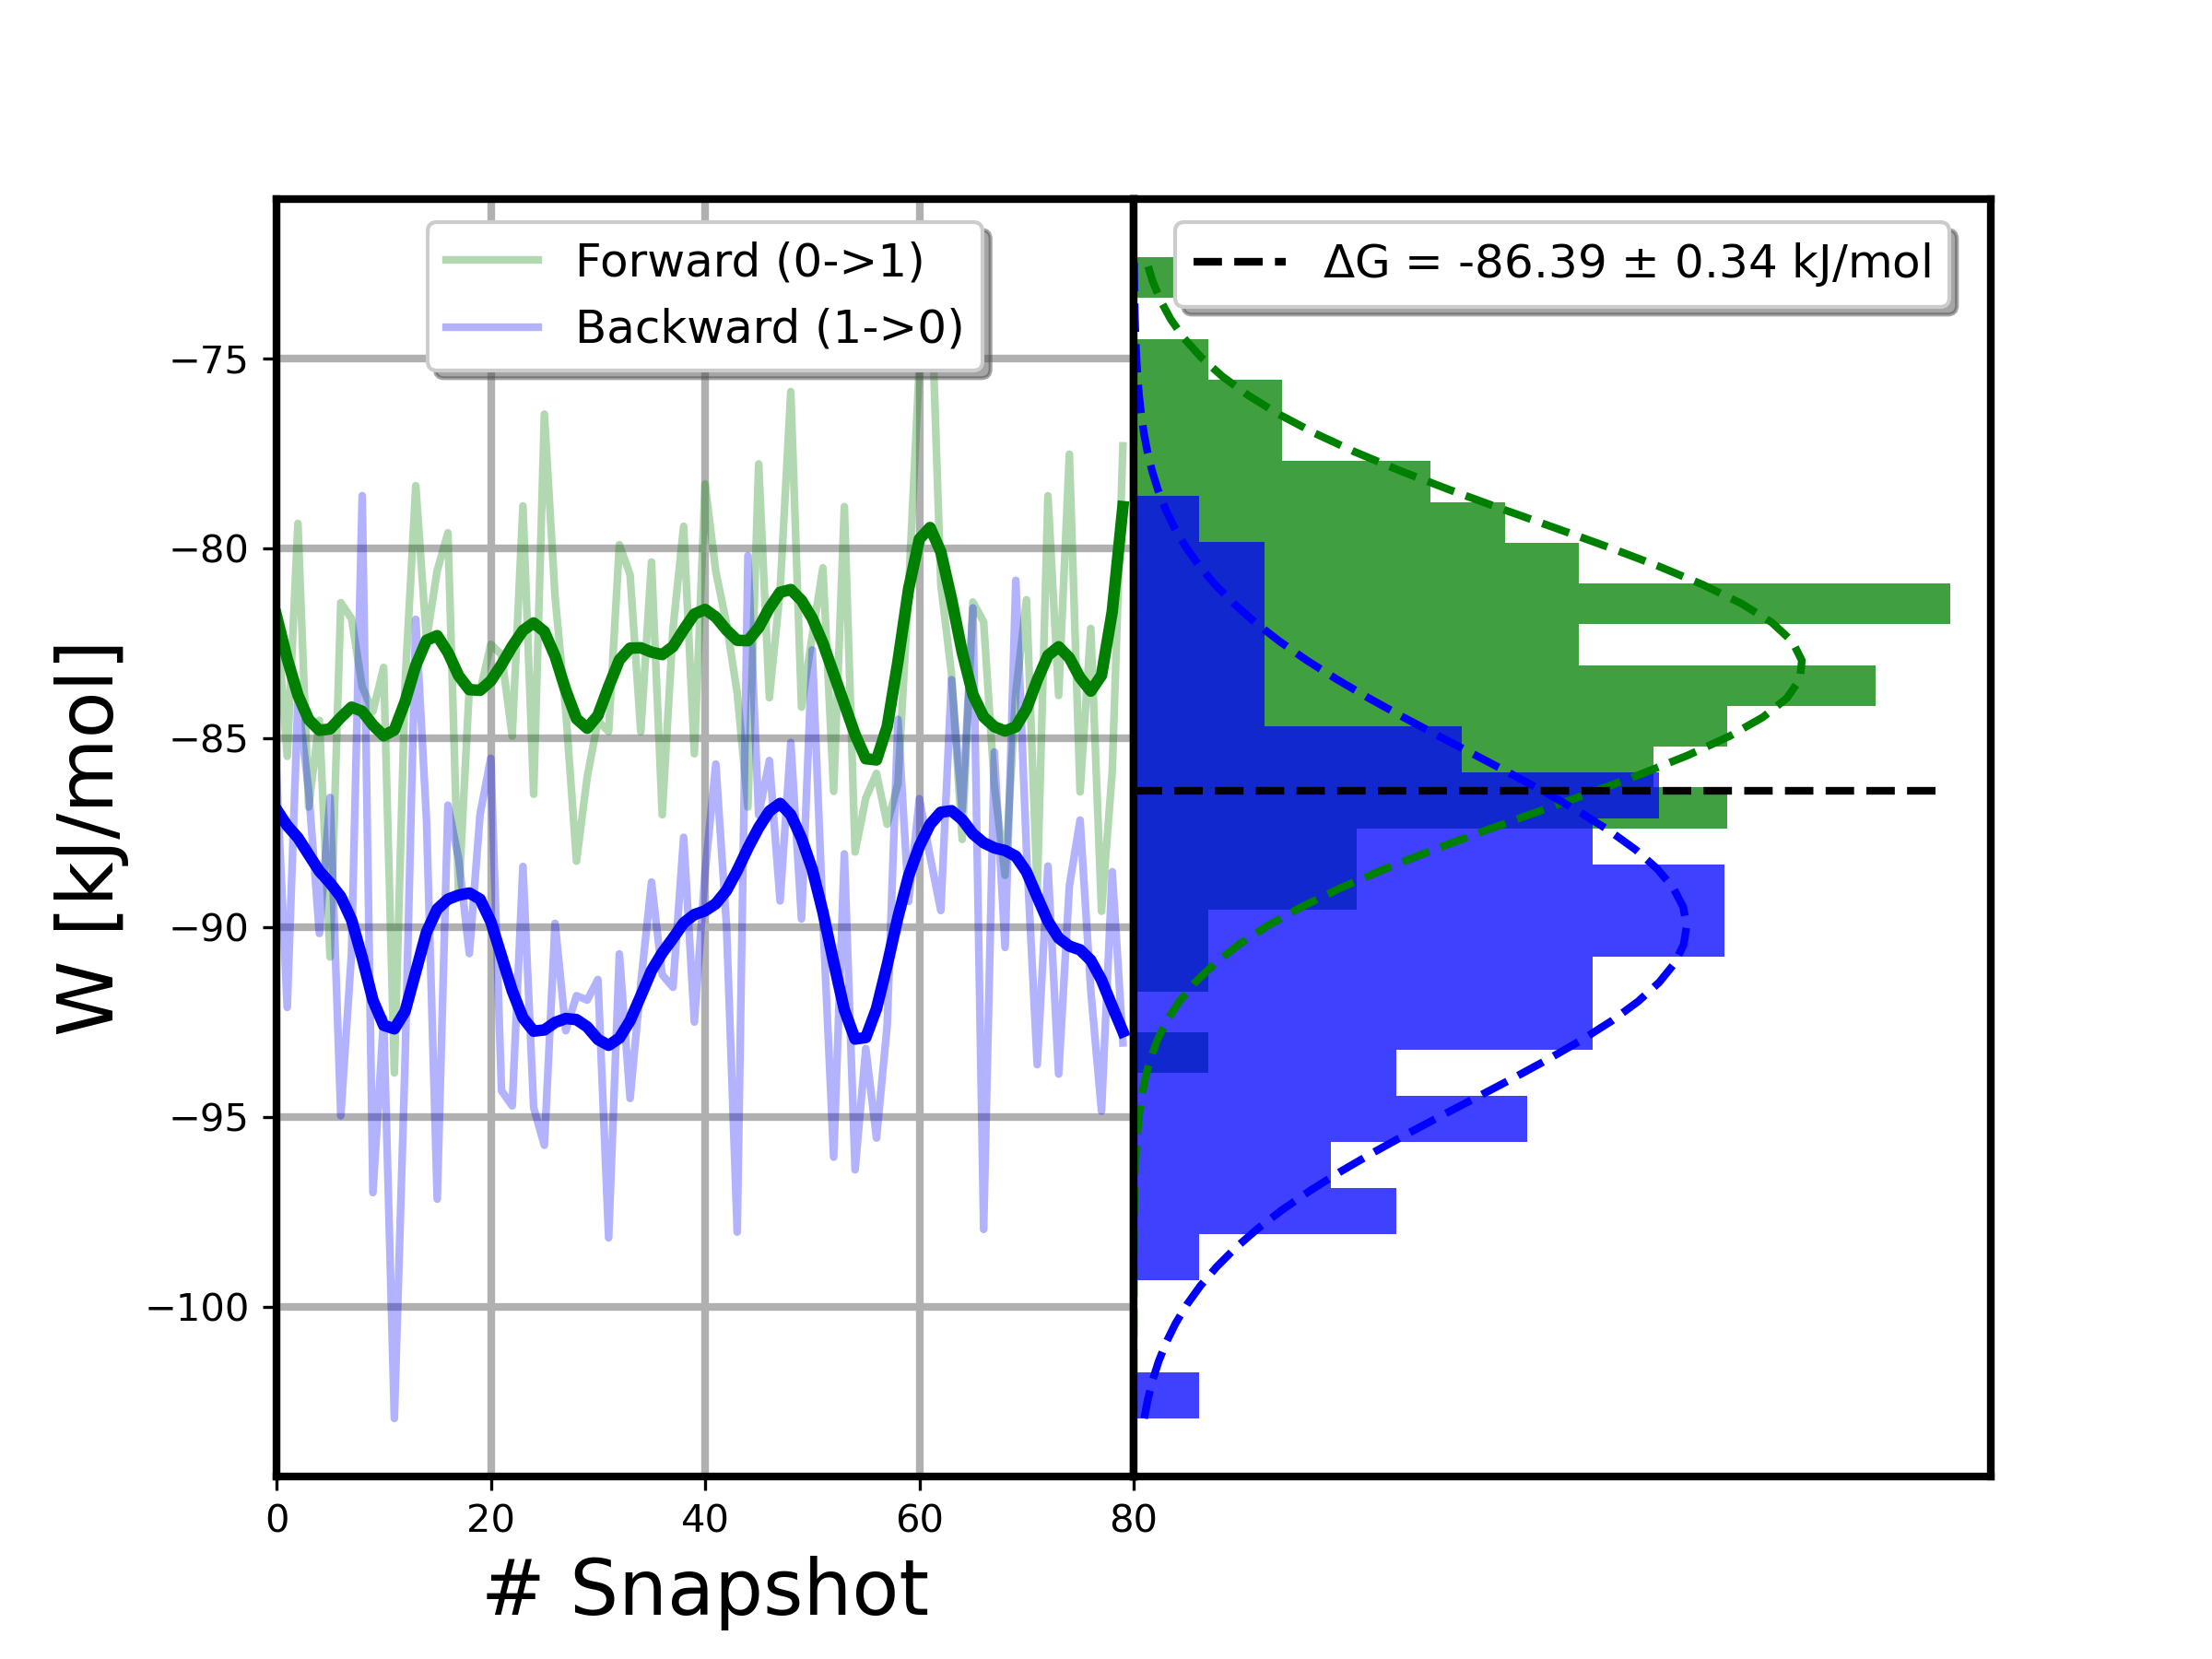 Forward (0->1)
Backward (1->0)
ΔG = -86.39 ± 0.34 kJ/mol
W [kJ/mol]
−75
−80
−85
−90
−95
−100
0 20 40 60 80
# Snapshot